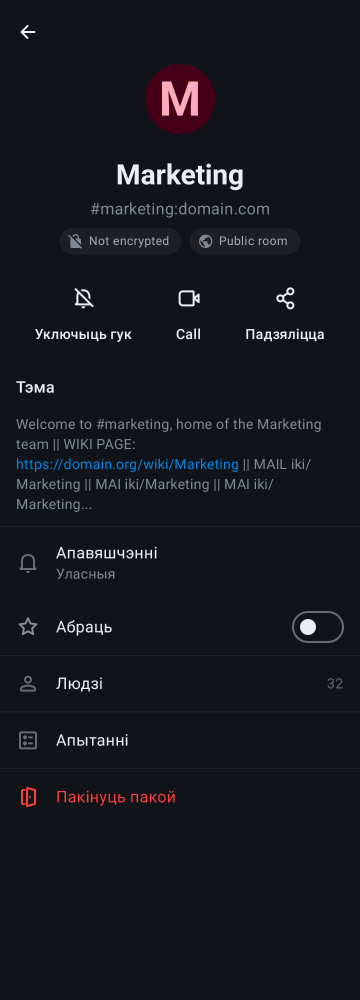 M
Marketing
#marketing:domain.com
Not encrypted
Public room
Уключыць гук
Call
Падзяліцца
Тэма
Welcome to #marketing, home of the Marketing
team || WIKI PAGE:
https://domain.org/wiki/Marketing || MAIL iki/
Marketing || MAI iki/Marketing || MAI iki/
Marketing...
Апавяшчэнні
Уласныя
Абраць
Людзі 32
Апытанні
Пакінуць пакой